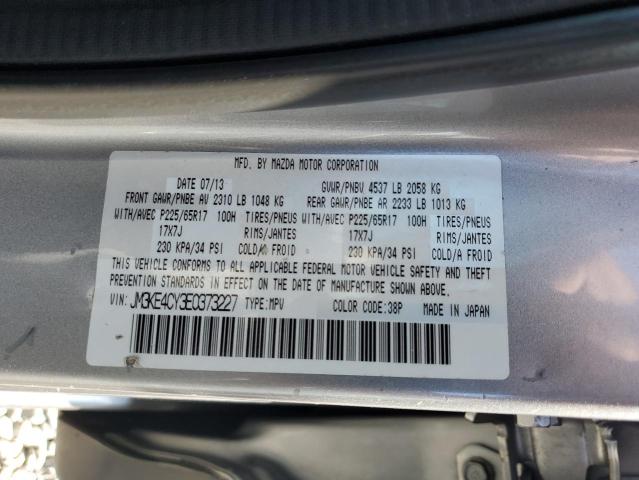 MFD. BY MAZDA MOTOR CORPORATION
DATE 07/13 GVWR/PNBV 4537 LB 2058 KG
FRONT GAWR/PNBE AV 2310 LB 1048 KG REAR GAWR/PNBE AR 2233 LB 1013 KG
WITH/AVEC P225/65R17 100H TIRES/PNEUS WITH/AVEC P225/65R17 100H TIRES/PNEUS
17X7J RIMS/JANTES 17X7J RIMS/JANTES
230 KPA/34 PSI COLD/A FROID 230 KPA/34 PSI COLD/A FROID
THIS VEHICLE CONFORMS TO ALL APPLICABLE FEDERAL MOTOR VEHICLE SAFETY AND THEFT
PREVENTION STANDARDS IN EFFECT ON THE DATE OF MANUFACTURE SHOWN ABOVE.
VIN: JM3KE4CY3E0373227 TYPE:MPV COLOR CODE:38P MADE IN JAPAN